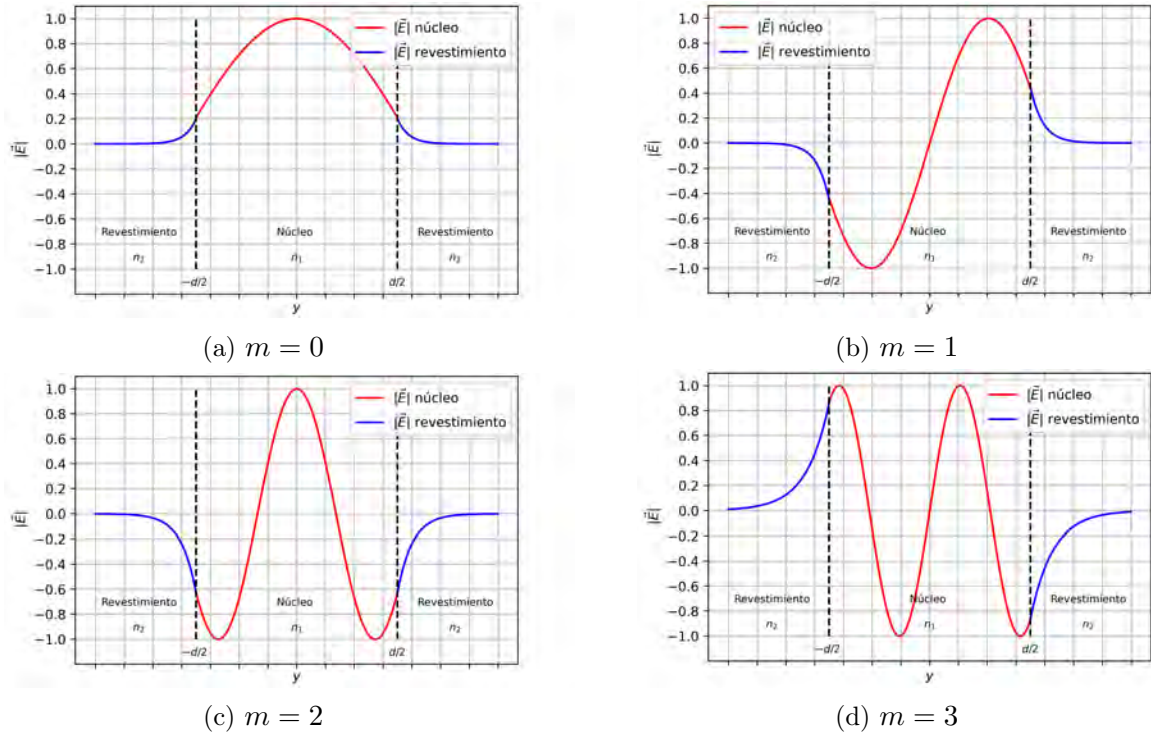 1.0
0.8
0.6
0.4
0.2
0.0
−0.2
−0.4
−0.6
−0.8
−1.0
|E⃗|
|E⃗| núcleo
|E⃗| revestimiento
Revestimiento Núcleo Revestimiento
n₂ n₁ n₂
−d/2 d/2
y
(a) m = 0
1.0
0.8
0.6
0.4
0.2
0.0
−0.2
−0.4
−0.6
−0.8
−1.0
|E⃗|
|E⃗| núcleo
|E⃗| revestimiento
Revestimiento Núcleo Revestimiento
n₂ n₁ n₂
−d/2 d/2
y
(b) m = 1
1.0
0.8
0.6
0.4
0.2
0.0
−0.2
−0.4
−0.6
−0.8
−1.0
|E⃗|
|E⃗| núcleo
|E⃗| revestimiento
Revestimiento Núcleo Revestimiento
n₂ n₁ n₂
−d/2 d/2
y
(c) m = 2
1.0
0.8
0.6
0.4
0.2
0.0
−0.2
−0.4
−0.6
−0.8
−1.0
|E⃗|
|E⃗| núcleo
|E⃗| revestimiento
Revestimiento Núcleo Revestimiento
n₂ n₁ n₂
−d/2 d/2
y
(d) m = 3